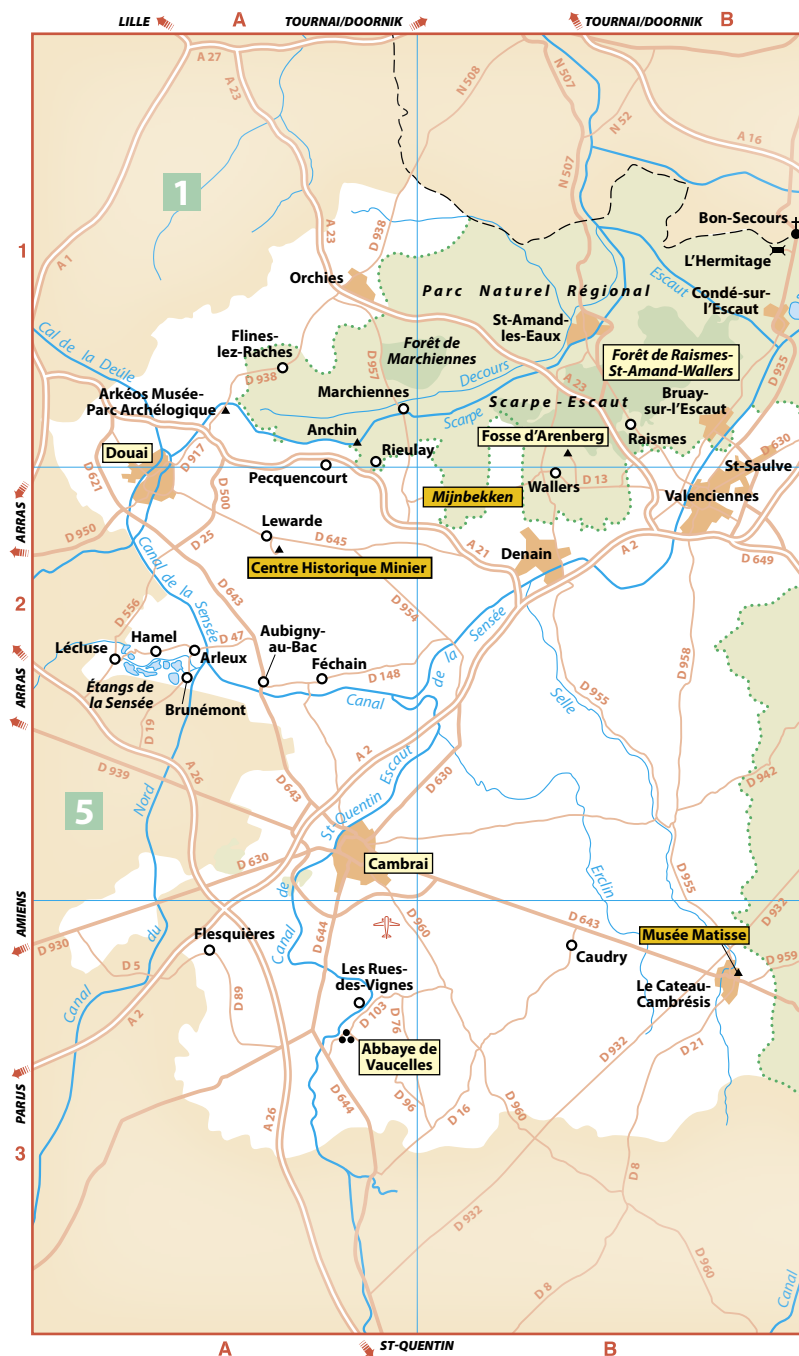 LILLE
A
TOURNAI/DOORNIK
TOURNAI/DOORNIK
B
A 27
A 23
N 508
N 507
N 52
A 16
N 507
1
1
A 1
A 23
D 938
Bon-Secours
L'Hermitage
Orchies
Parc Naturel Régional
Escaut
Condé-sur-
l'Escaut
St-Amand-
les-Eaux
Cal de la Deûle
Flines-
lez-Raches
Forêt de
Marchiennes
Forêt de Raismes-
St-Amand-Wallers
D 935
D 938
D 957
Decours
A 23
Arkéos Musée-
Parc Archélogique
Marchiennes
Scarpe
Scarpe-Escaut
Bruay-
sur-l'Escaut
Anchin
Fosse d'Arenberg
Raismes
D 630
Douai
D 917
Rieulay
Pecquencourt
St-Saulve
D 621
D 500
Mijnbekken
Wallers
D 13
Valenciennes
ARRAS
D 950
D 25
Lewarde
D 645
A 21
Denain
A 2
D 649
Centre Historique Minier
Canal de la Sensée
D 643
D 954
2
D 556
Hamel
D 47
Aubigny-
au-Bac
Lécluse
Arleux
Féchain
D 148
de la Sensée
D 958
ARRAS
Étangs de
la Sensée
Brunémont
Canal
Selle
D 955
D 19
D 939
A 26
A 2
Nord
D 643
St-Quentin
Escaut
D 630
D 942
5
D 630
Cambrai
Erclin
D 955
AMIENS
de
D 932
D 930
du
Flesquières
Canal
D 644
D 960
D 643
Musée Matisse
D 5
Caudry
D 959
Canal
A 2
D 89
Les Rues-
des-Vignes
Le Cateau-
Cambrésis
D 103
D 76
D 932
D 21
Abbaye de
Vaucelles
PARIJS
A 26
D 644
D 96
D 16
D 960
3
D 8
D 932
D 960
D 8
Canal
A
ST-QUENTIN
B